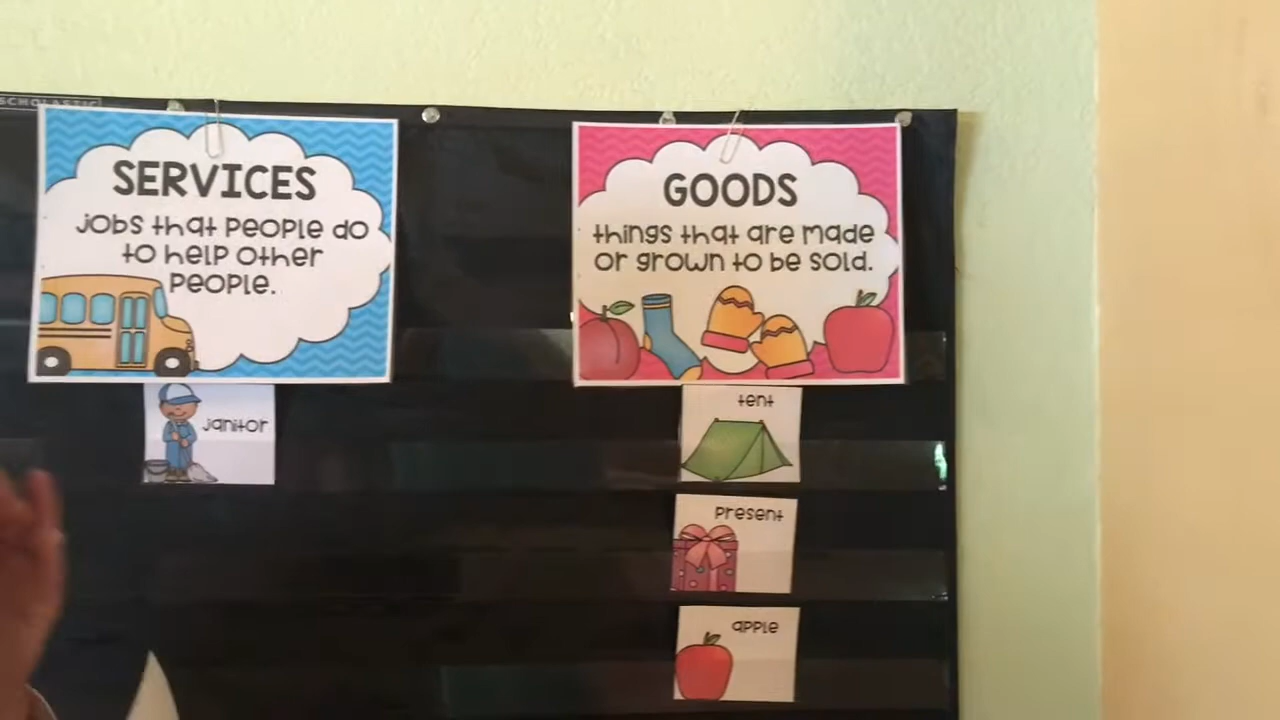 SCHOLASTIC
SERVICES
Jobs that people do
to help other
people.
Janitor
GOODS
things that are made
or grown to be sold.
tent
present
apple